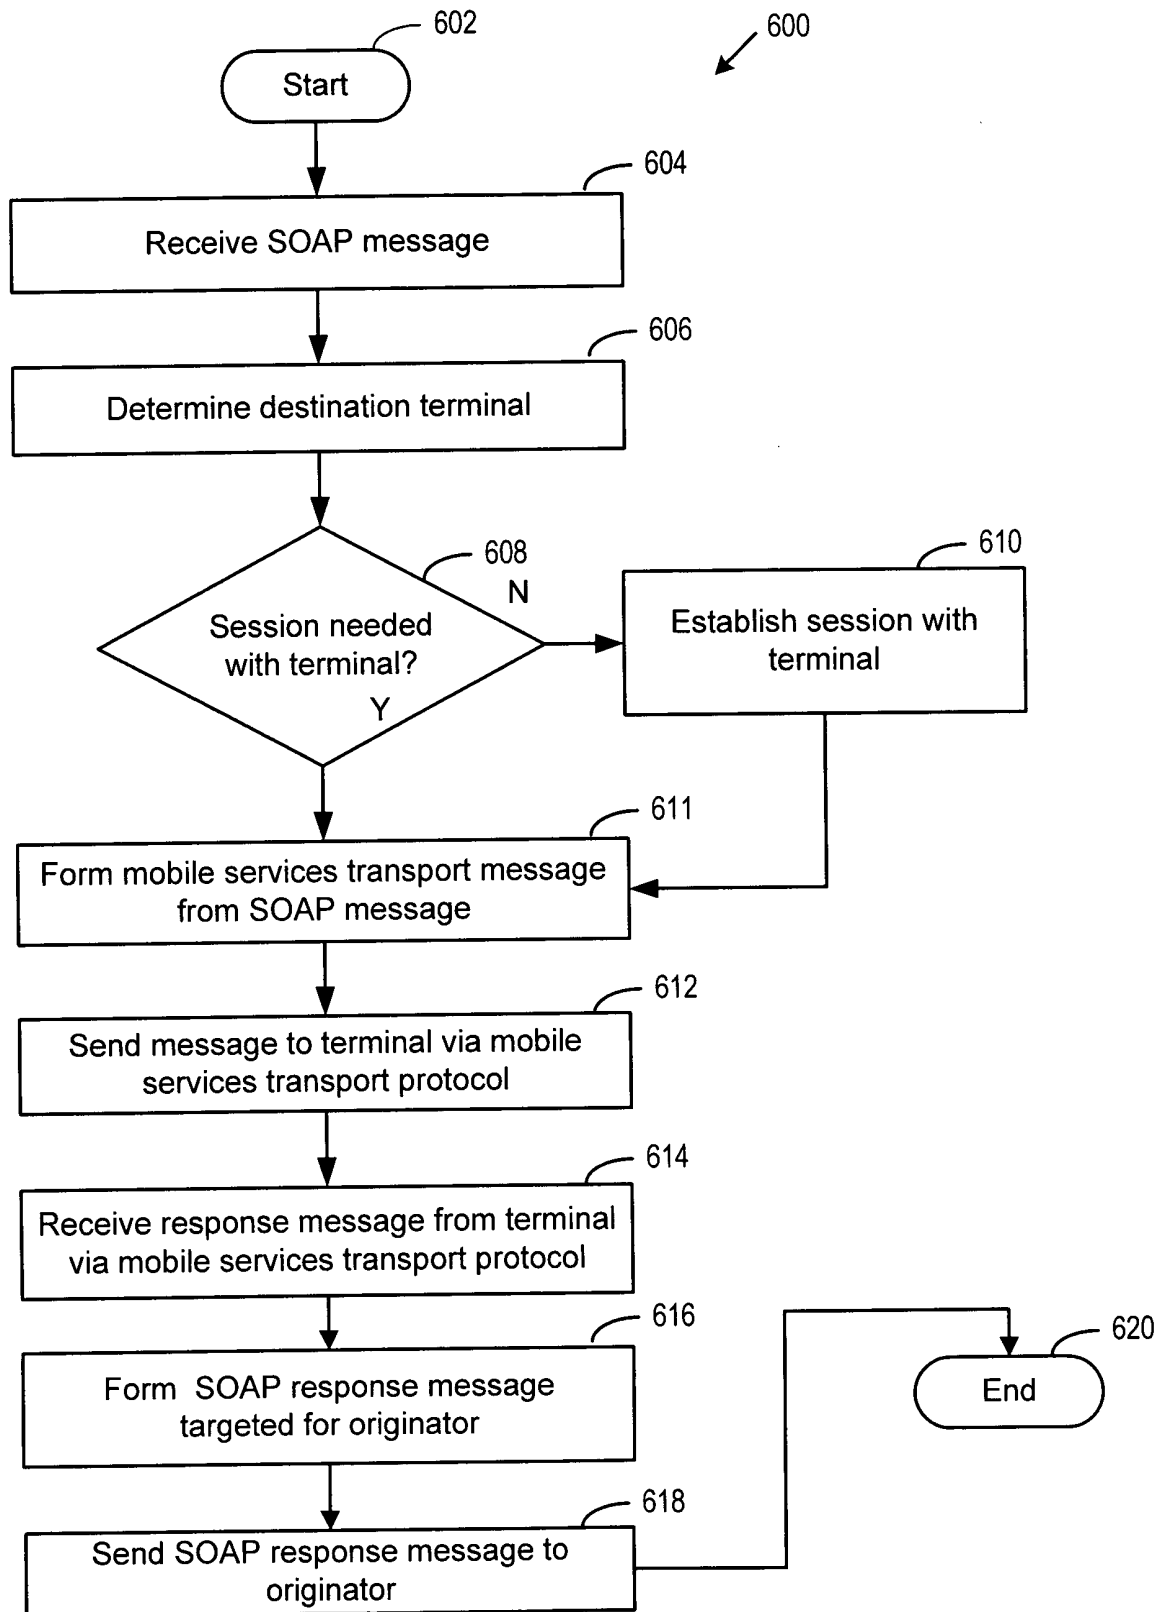 602
600
Start
604
Receive SOAP message
606
Determine destination terminal
608
N
610
Session needed
with terminal?
Y
Establish session with
terminal
611
Form mobile services transport message
from SOAP message
612
Send message to terminal via mobile
services transport protocol
614
Receive response message from terminal
via mobile services transport protocol
616
Form SOAP response message
targeted for originator
620
End
618
Send SOAP response message to
originator